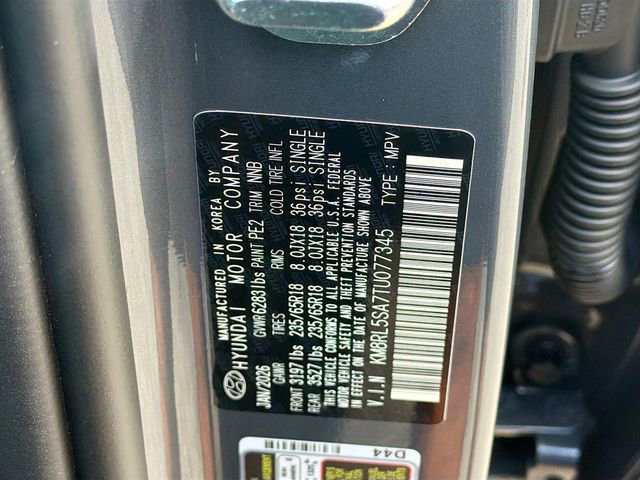 MANUFACTURED IN KOREA BY
HYUNDAI MOTOR COMPANY
JAN/2026 GVWR 6283lbs PAINT PE2 TRIM NNB
GAWR TIRES RIMS COLD TIRE INFL
FRONT 3197lbs 235/65R18 8.0JX18 36psi SINGLE
REAR 3527lbs 235/65R18 8.0JX18 36psi SINGLE
THIS VEHICLE CONFORMS TO ALL APPLICABLE U.S.A. FEDERAL
MOTOR VEHICLE SAFETY AND THEFT PREVENTION STANDARDS
IN EFFECT ON THE DATE OF MANUFACTURE SHOWN ABOVE
V.I.N KM8RL5SA7TU077345 TYPE : MPV
D44